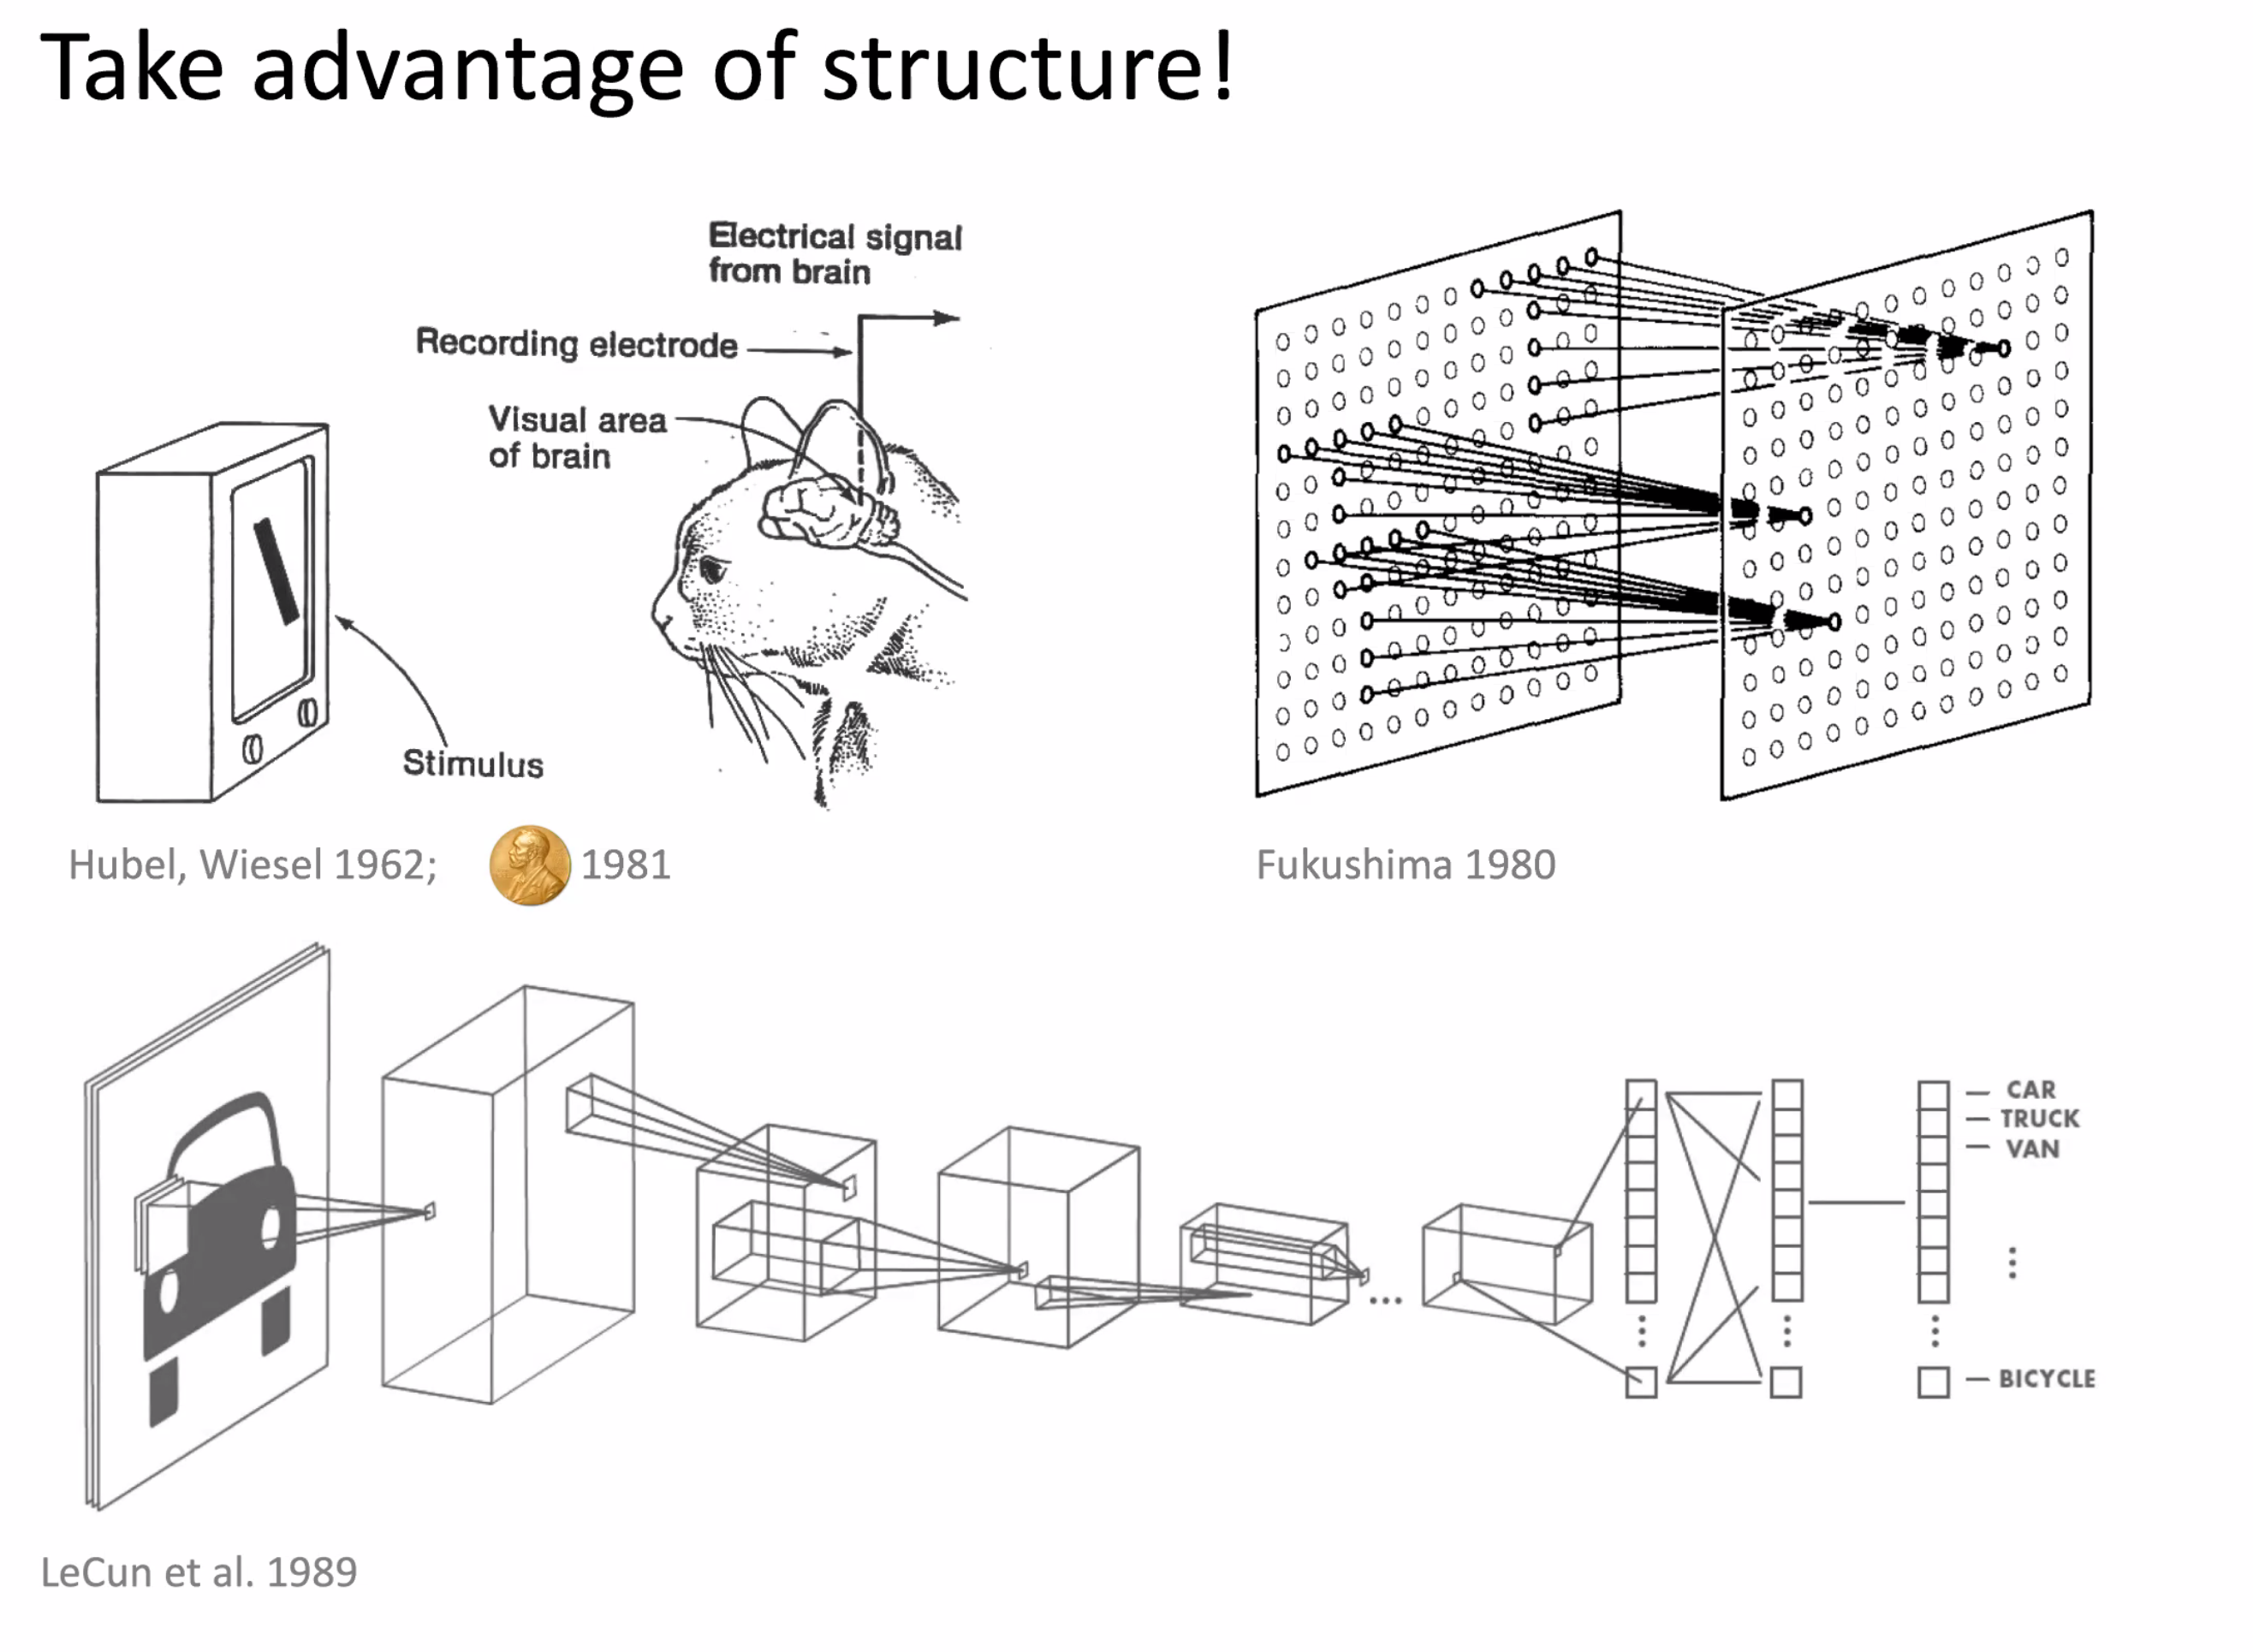 Take advantage of structure!
Electrical signal
from brain
Recording electrode
Visual area
of brain
Stimulus
Hubel, Wiesel 1962; 1981
Fukushima 1980
CAR
TRUCK
VAN
BICYCLE
LeCun et al. 1989